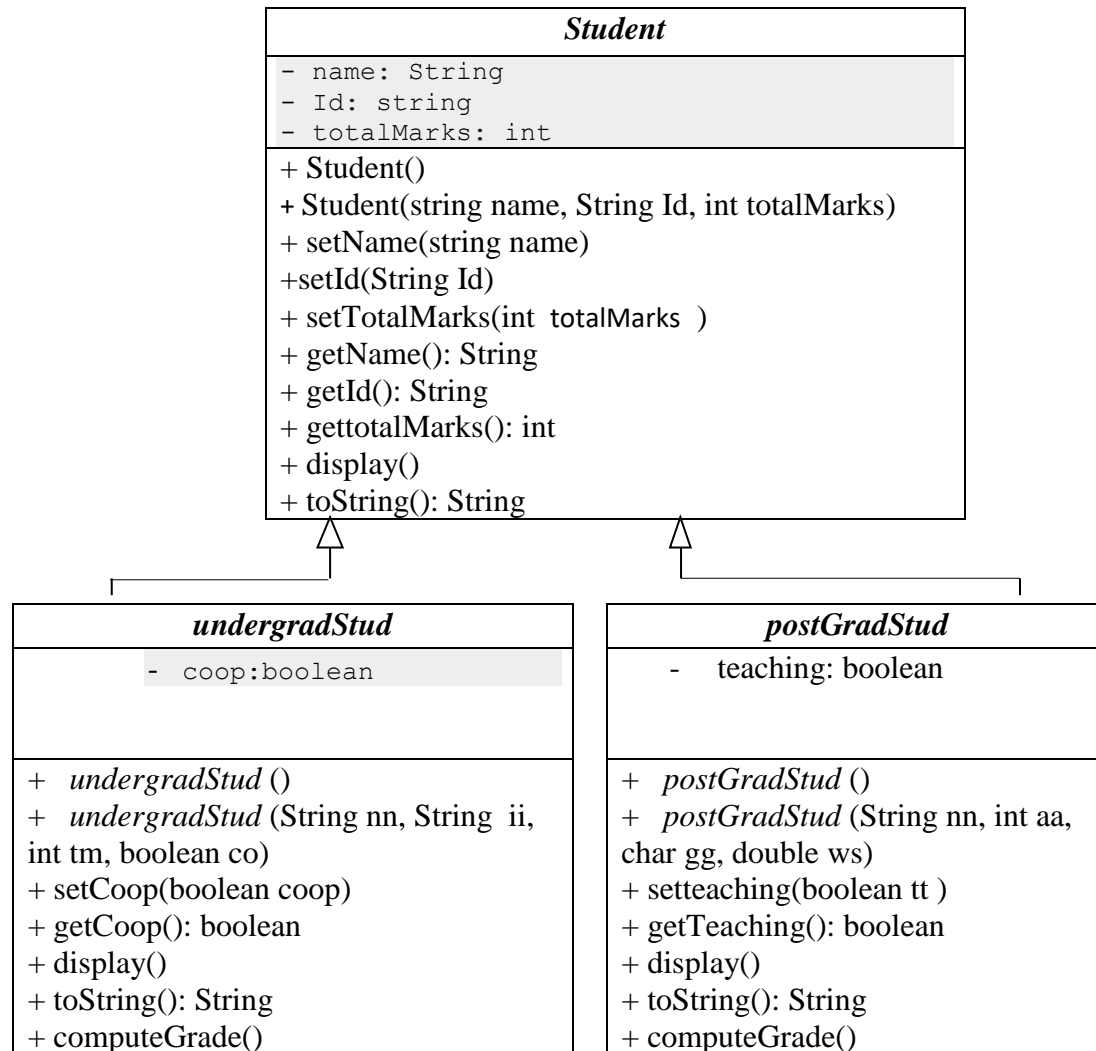 Student
- name: String
- Id: string
- totalMarks: int
+ Student()
+ Student(string name, String Id, int totalMarks)
+ setName(string name)
+setId(String Id)
+ setTotalMarks(int totalMarks )
+ getName(): String
+ getId(): String
+ gettotalMarks(): int
+ display()
+ toString(): String
undergradStud
- coop:boolean
+ undergradStud ()
+ undergradStud (String nn, String ii,
int tm, boolean co)
+ setCoop(boolean coop)
+ getCoop(): boolean
+ display()
+ toString(): String
+ computeGrade()
postGradStud
- teaching: boolean
+ postGradStud ()
+ postGradStud (String nn, int aa,
char gg, double ws)
+ setteaching(boolean tt )
+ getTeaching(): boolean
+ display()
+ toString(): String
+ computeGrade()